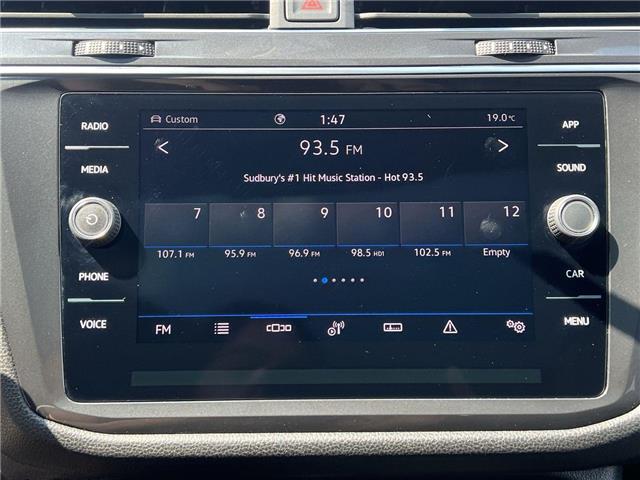 Custom
1:47
19.0°C
RADIO
APP
93.5 FM
MEDIA
SOUND
Sudbury's #1 Hit Music Station - Hot 93.5
7 8 9 10 11 12
107.1 FM 95.9 FM 96.9 FM 98.5 HD1 102.5 FM Empty
PHONE
CAR
VOICE
FM
MENU